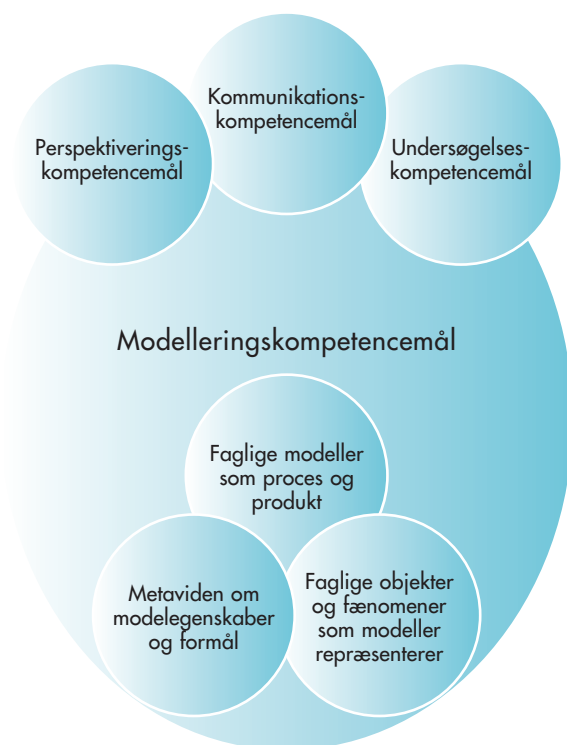 Kommunikations-
kompetencemål
Perspektiverings-
kompetencemål
Undersøgelses-
kompetencemål
Modelleringskompetencemål
Faglige modeller
som proces og
produkt
Metaviden om
modelegenskaber
og formål
Faglige objekter
og fænomener
som modeller
repræsenterer